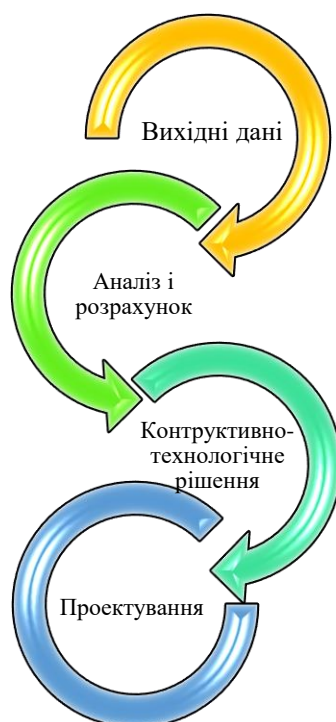 Вихідні дані
Аналіз і
розрахунок
Контруктивно-
технологічне
рішення
Проектування